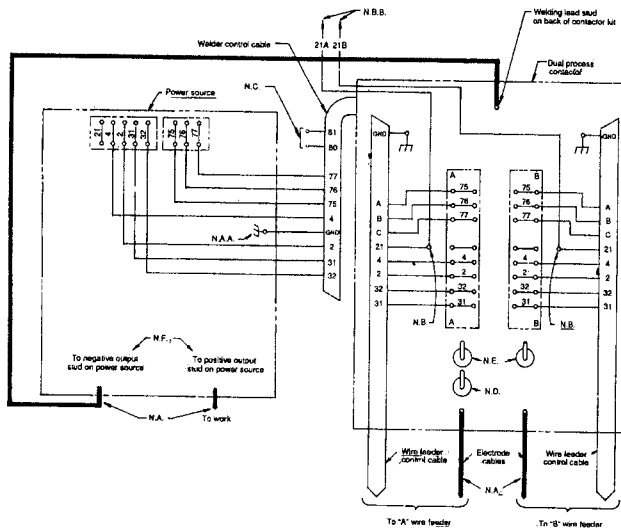 N.B.B.
21A 21B
Welding lead stud
on back of contactor kit
Welder control cable
Dual process
contactor
Power source
N.C.
21
4
2
31
32
75
76
77
81
80
77
76
75
4
GND
2
31
32
N.A.A.
GND
A
B
C
21
4
2
32
31
A
75
76
77
4
2
32
31
A
B
75
76
77
4
2
32
31
B
GND
A
B
C
21
4
2
32
31
N.B.
N.B.
N.E.
N.D.
N.F.
To negative output
stud on power source
To positive output
stud on power source
N.A.
To work
Wire feeder
control cable
Electrode
cables
N.A.
Wire feeder
control cable
To "A" wire feeder
To "B" wire feeder